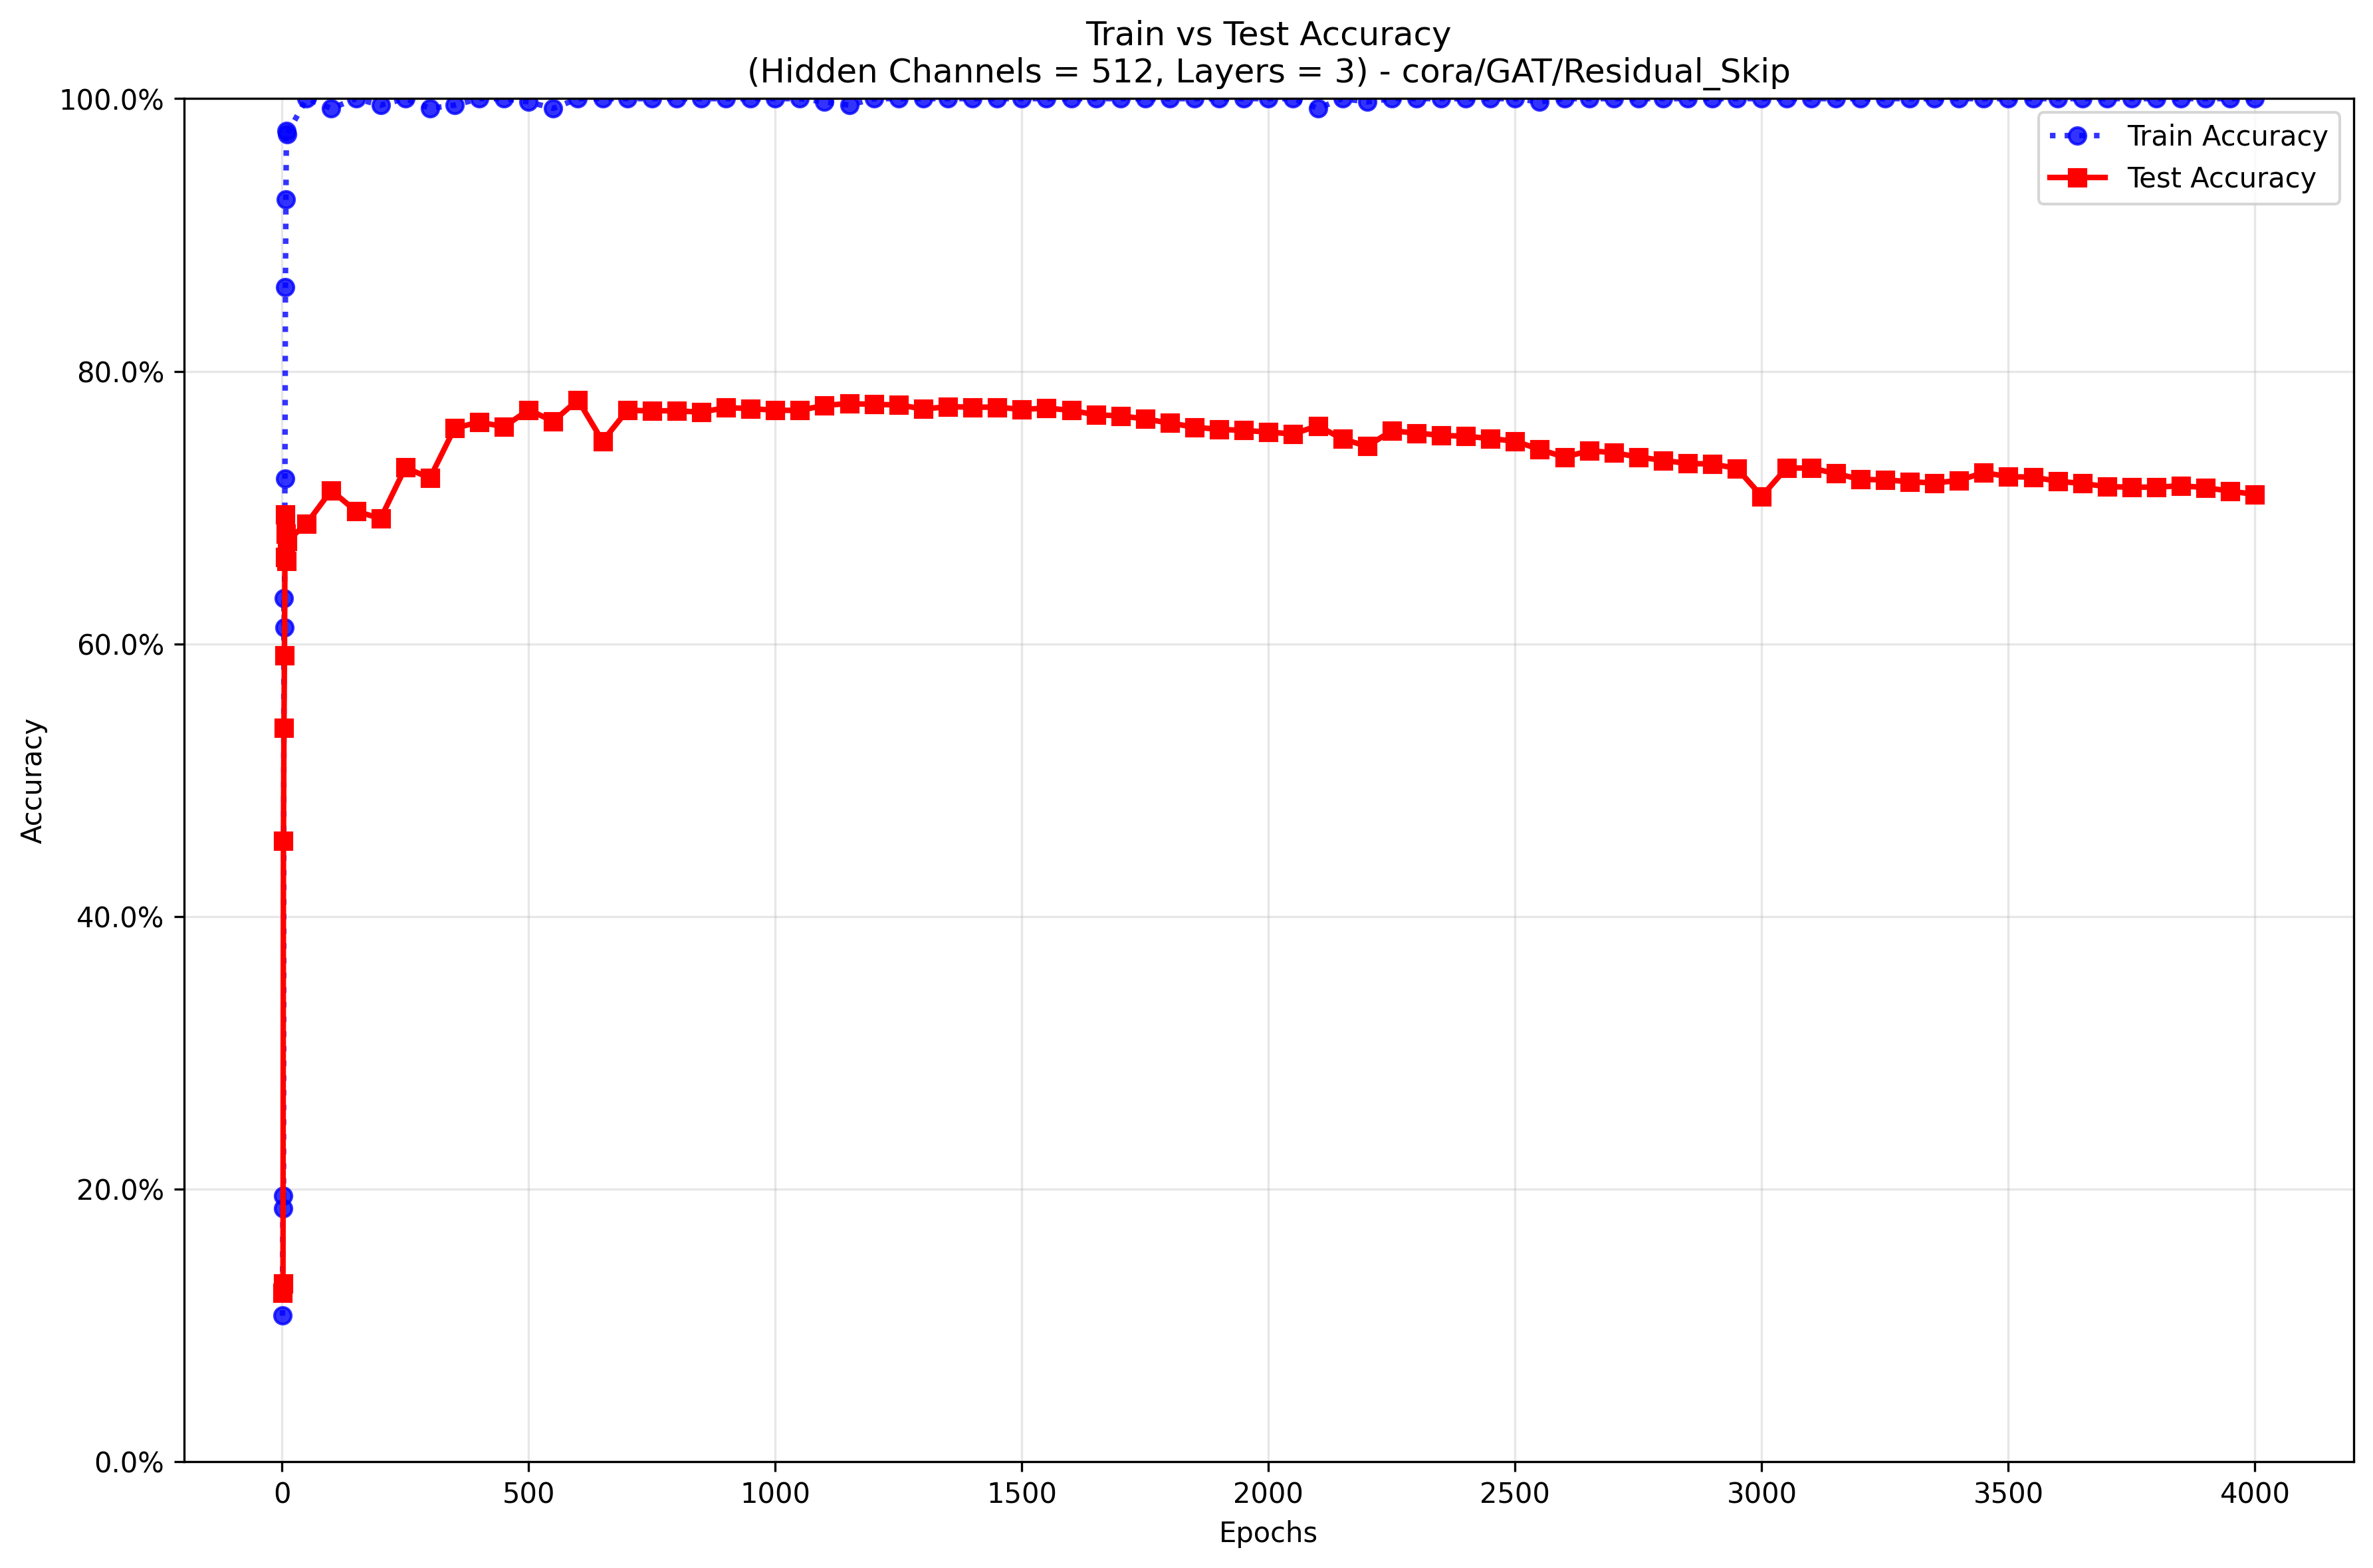 Train vs Test Accuracy
(Hidden Channels = 512, Layers = 3) - cora/GAT/Residual_Skip
100.0%
80.0%
60.0%
40.0%
20.0%
0.0%
Accuracy
Train Accuracy
Test Accuracy
0 500 1000 1500 2000 2500 3000 3500 4000
Epochs